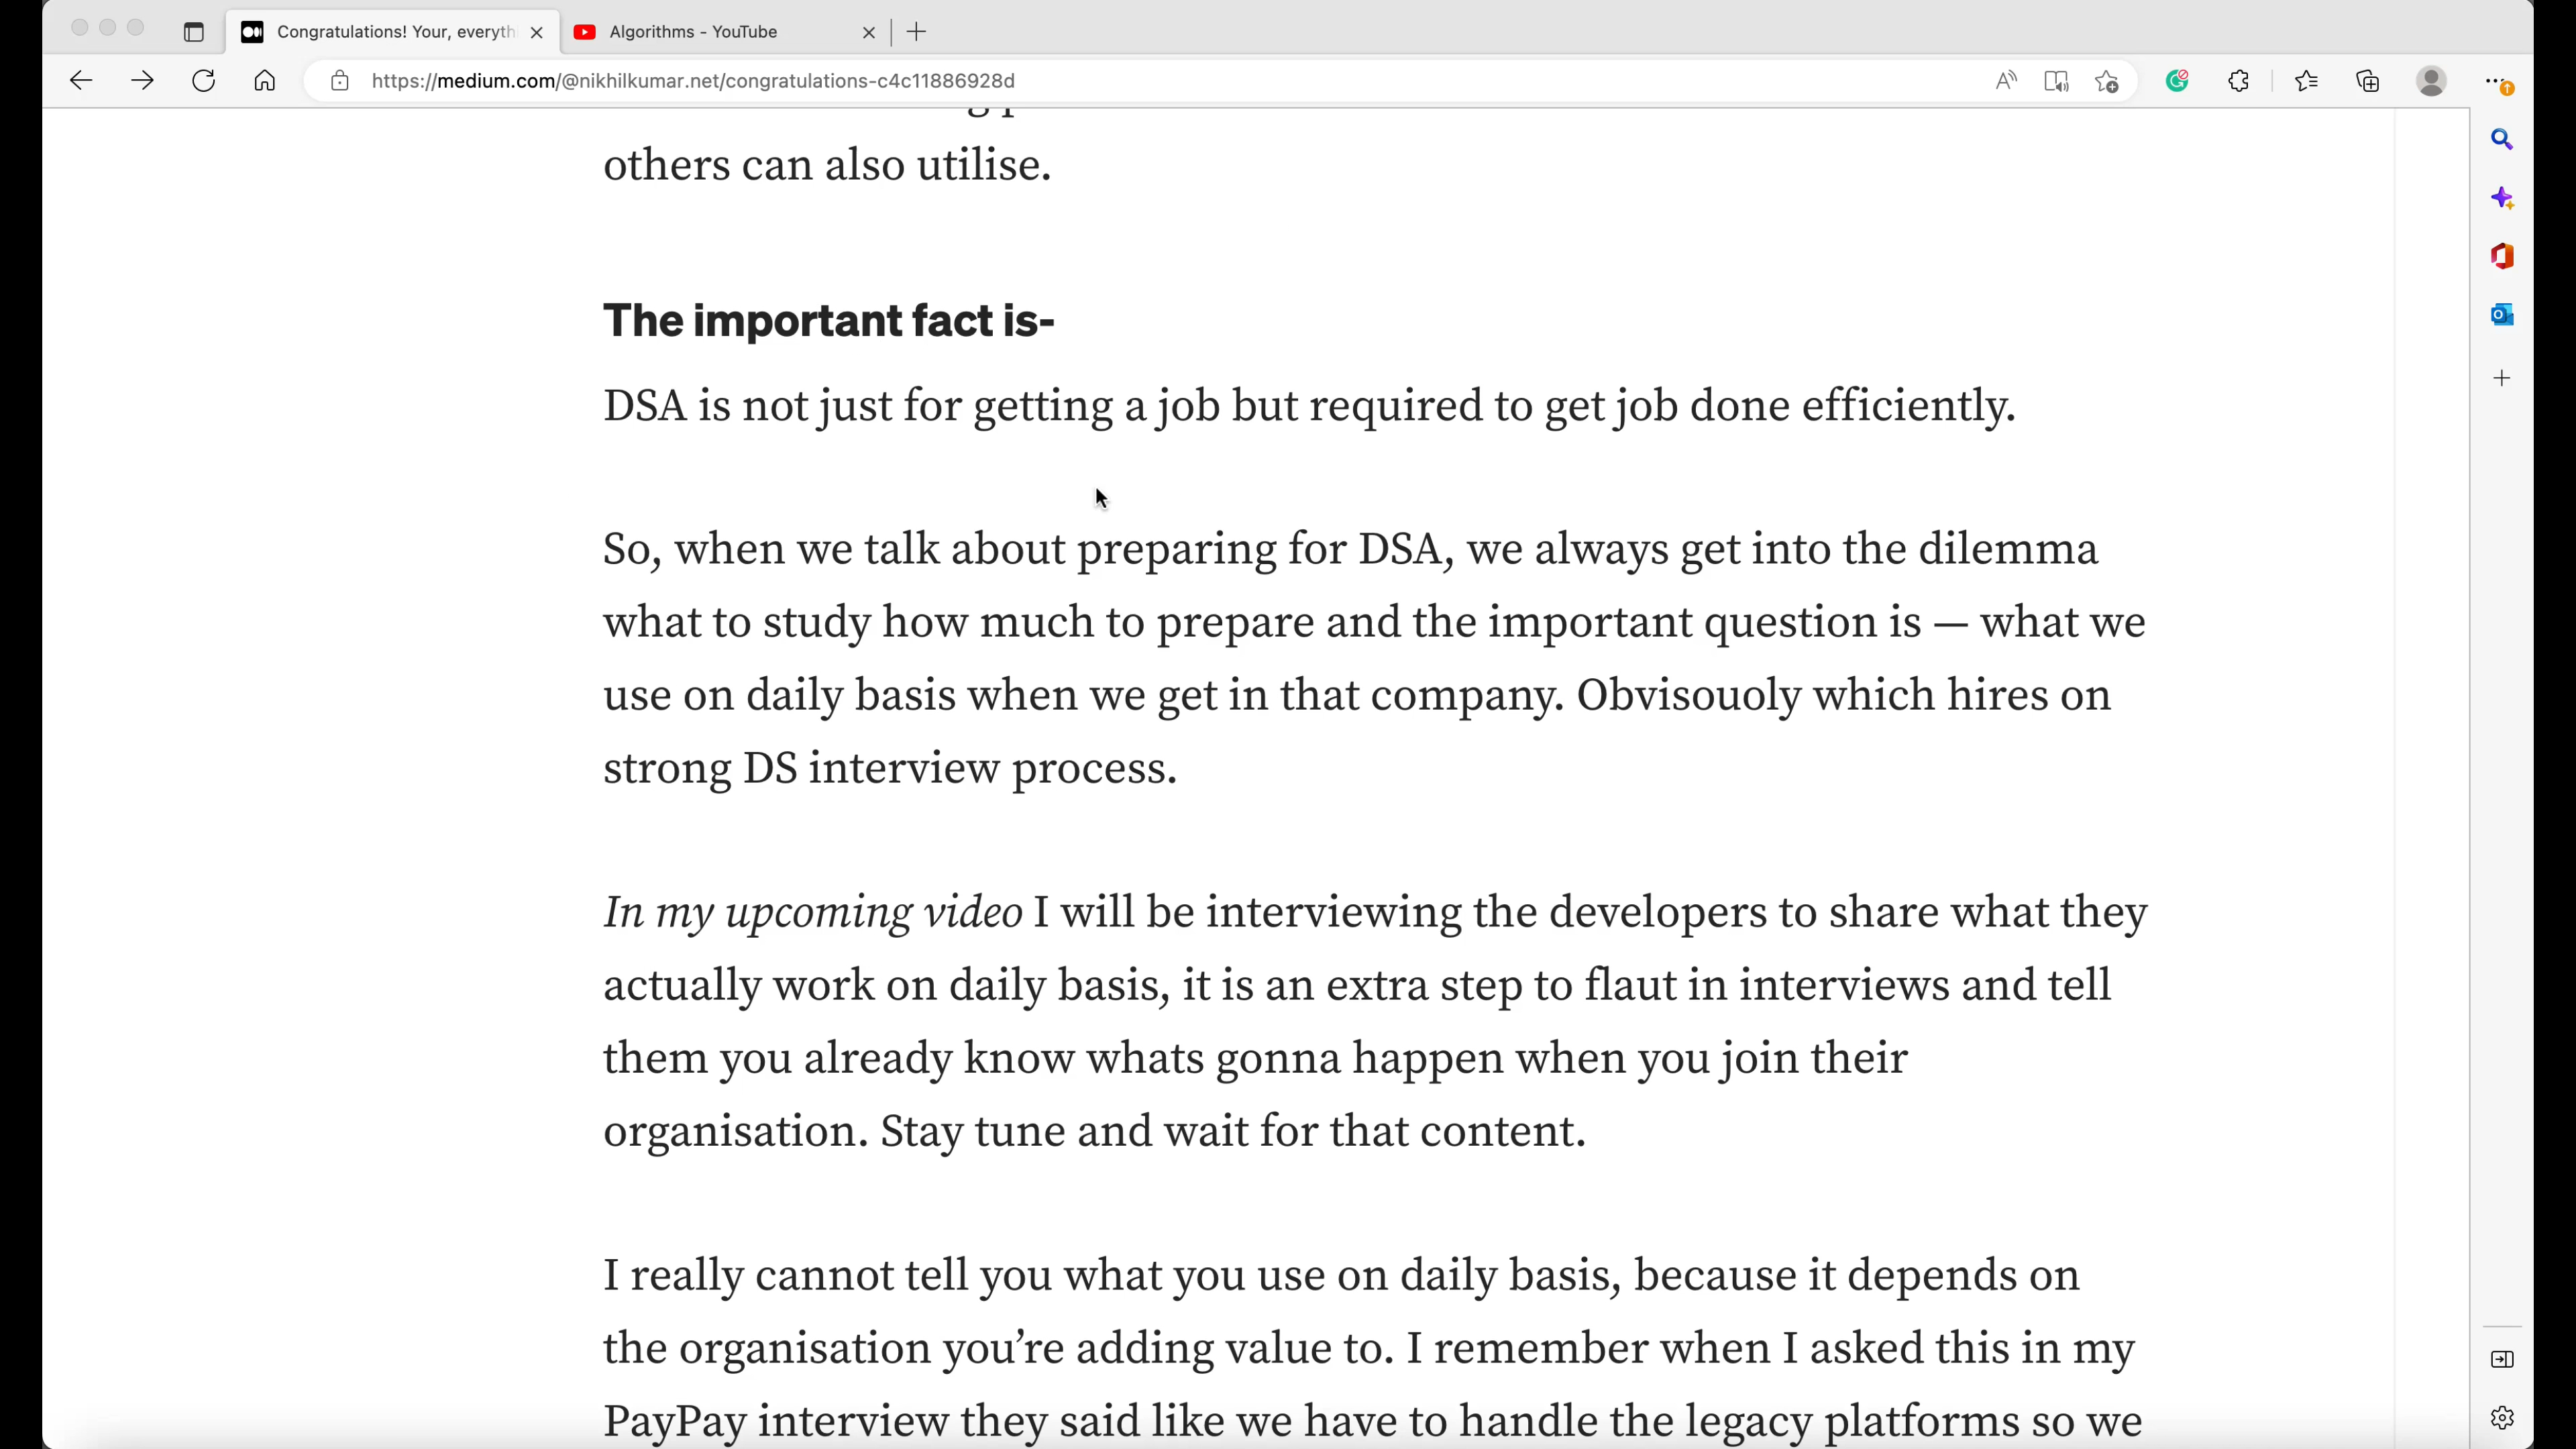 Congratulations! Your, everyth
Algorithms - YouTube
https://medium.com/@nikhilkumar.net/congratulations-c4c11886928d
others can also utilise.
The important fact is-
DSA is not just for getting a job but required to get job done efficiently.
So, when we talk about preparing for DSA, we always get into the dilemma
what to study how much to prepare and the important question is — what we
use on daily basis when we get in that company. Obvisouoly which hires on
strong DS interview process.
In my upcoming video I will be interviewing the developers to share what they
actually work on daily basis, it is an extra step to flaut in interviews and tell
them you already know whats gonna happen when you join their
organisation. Stay tune and wait for that content.
I really cannot tell you what you use on daily basis, because it depends on
the organisation you’re adding value to. I remember when I asked this in my
PayPay interview they said like we have to handle the legacy platforms so we